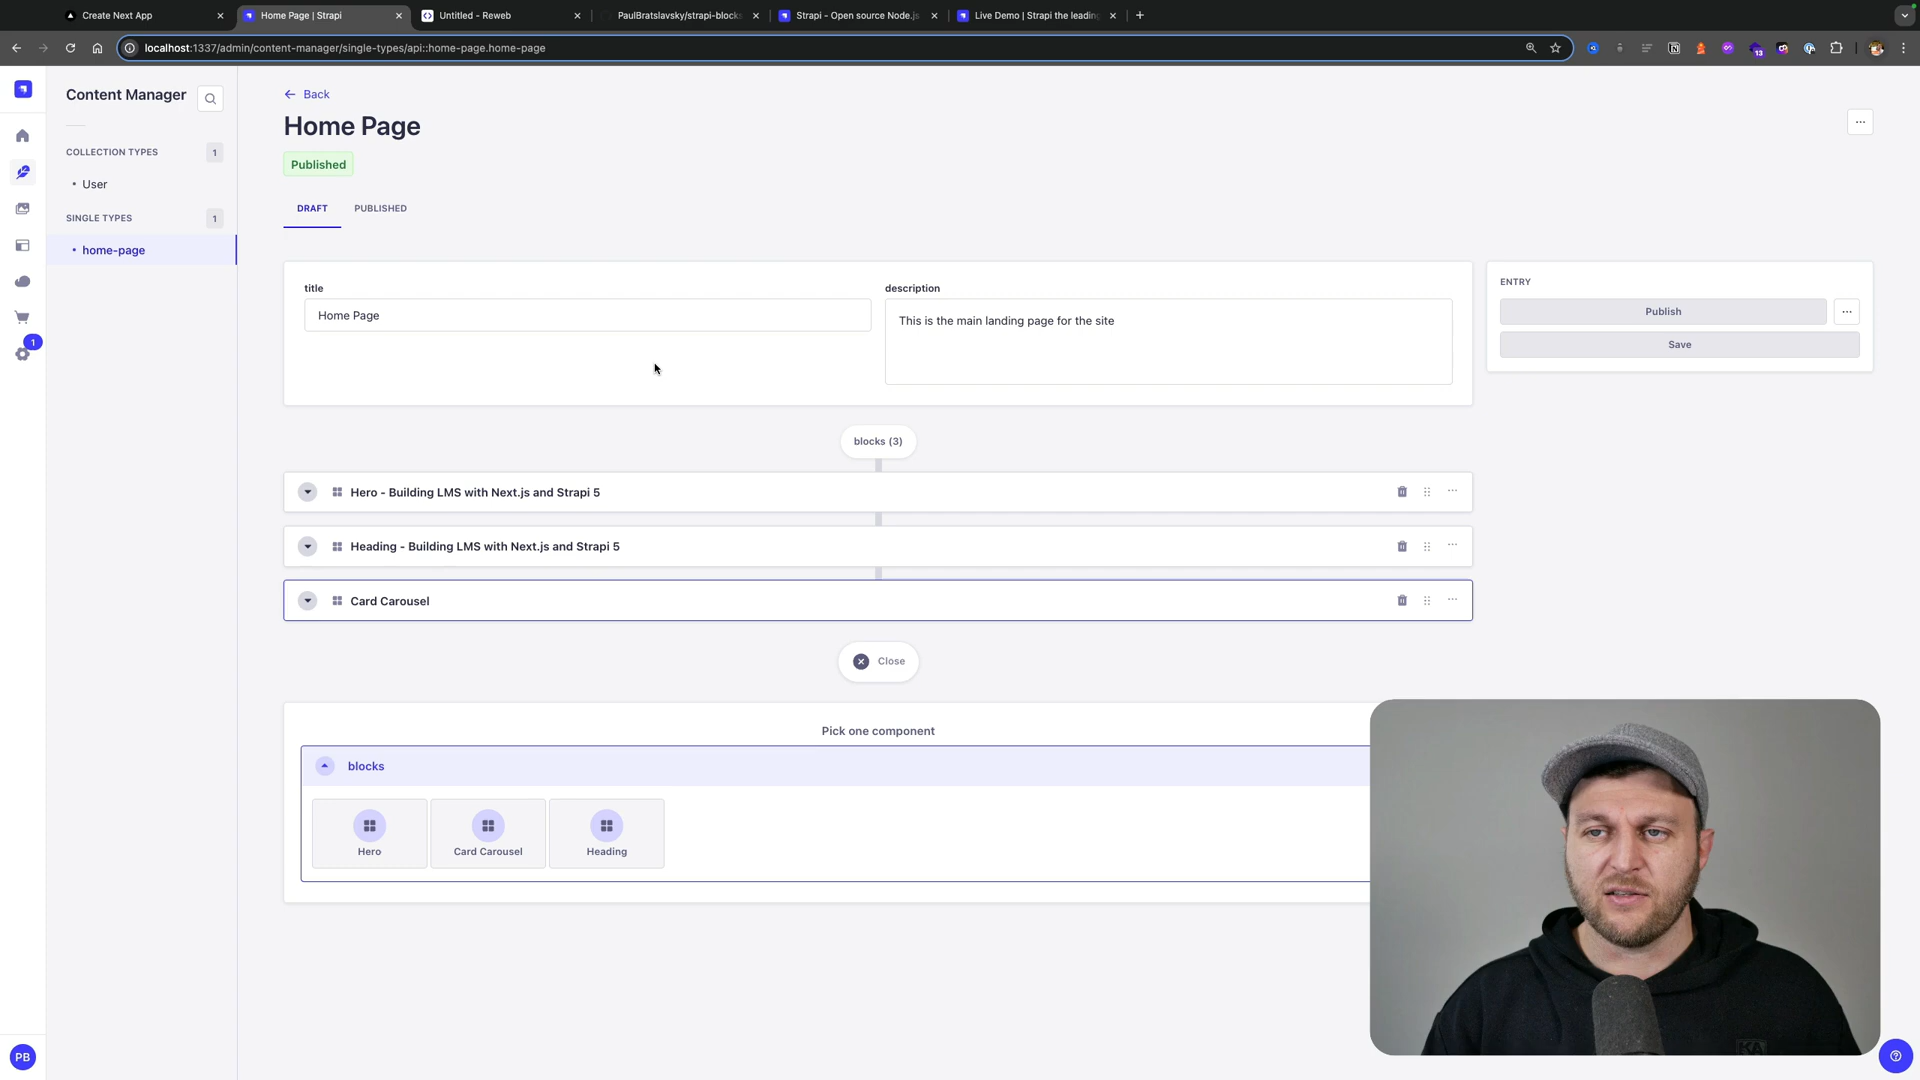 Create Next App
Home Page | Strapi
Untitled - Reweb
PaulBratslavsky/strapi-blocks
Strapi - Open source Node.js
Live Demo | Strapi the leading
localhost:1337/admin/content-manager/single-types/api::home-page.home-page
13
Content Manager
COLLECTION TYPES
1
User
SINGLE TYPES
1
home-page
1
PB
Back
Home Page
Published
DRAFT
PUBLISHED
title
Home Page
description
This is the main landing page for the site
ENTRY
Publish
Save
blocks (3)
Hero - Building LMS with Next.js and Strapi 5
Heading - Building LMS with Next.js and Strapi 5
Card Carousel
Close
Pick one component
blocks
Hero
Card Carousel
Heading